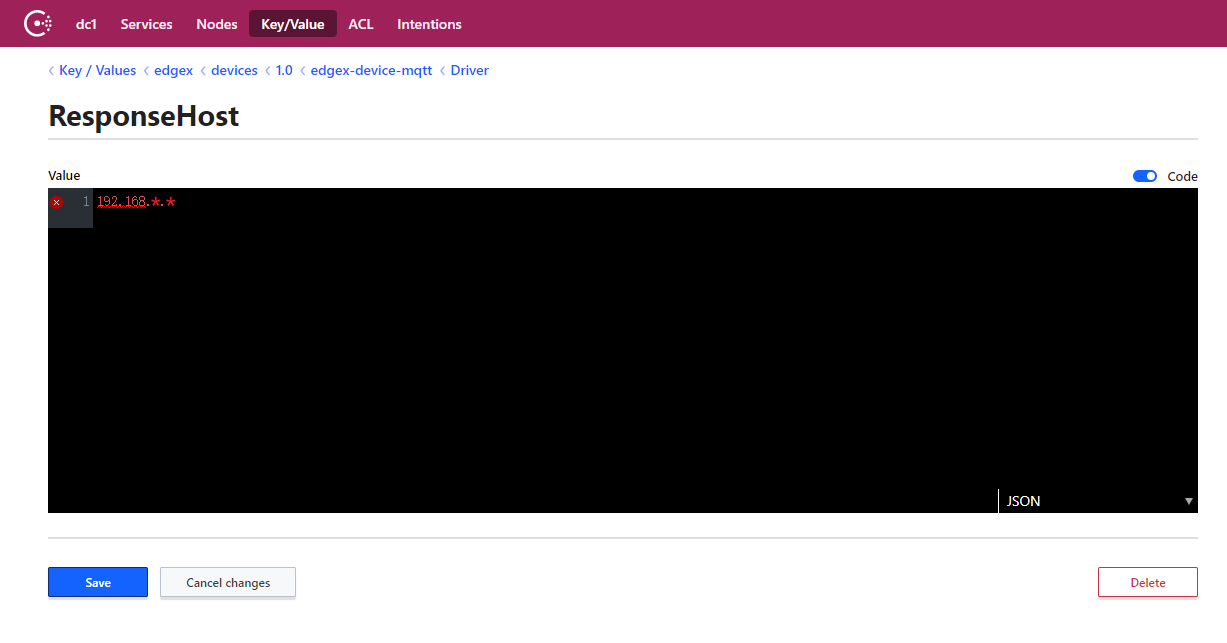 dc1 Services Nodes Key/Value ACL Intentions
‹ Key / Values ‹ edgex ‹ devices ‹ 1.0 ‹ edgex-device-mqtt ‹ Driver
ResponseHost
Value Code
1 192.168.*.*
JSON
Save Cancel changes Delete